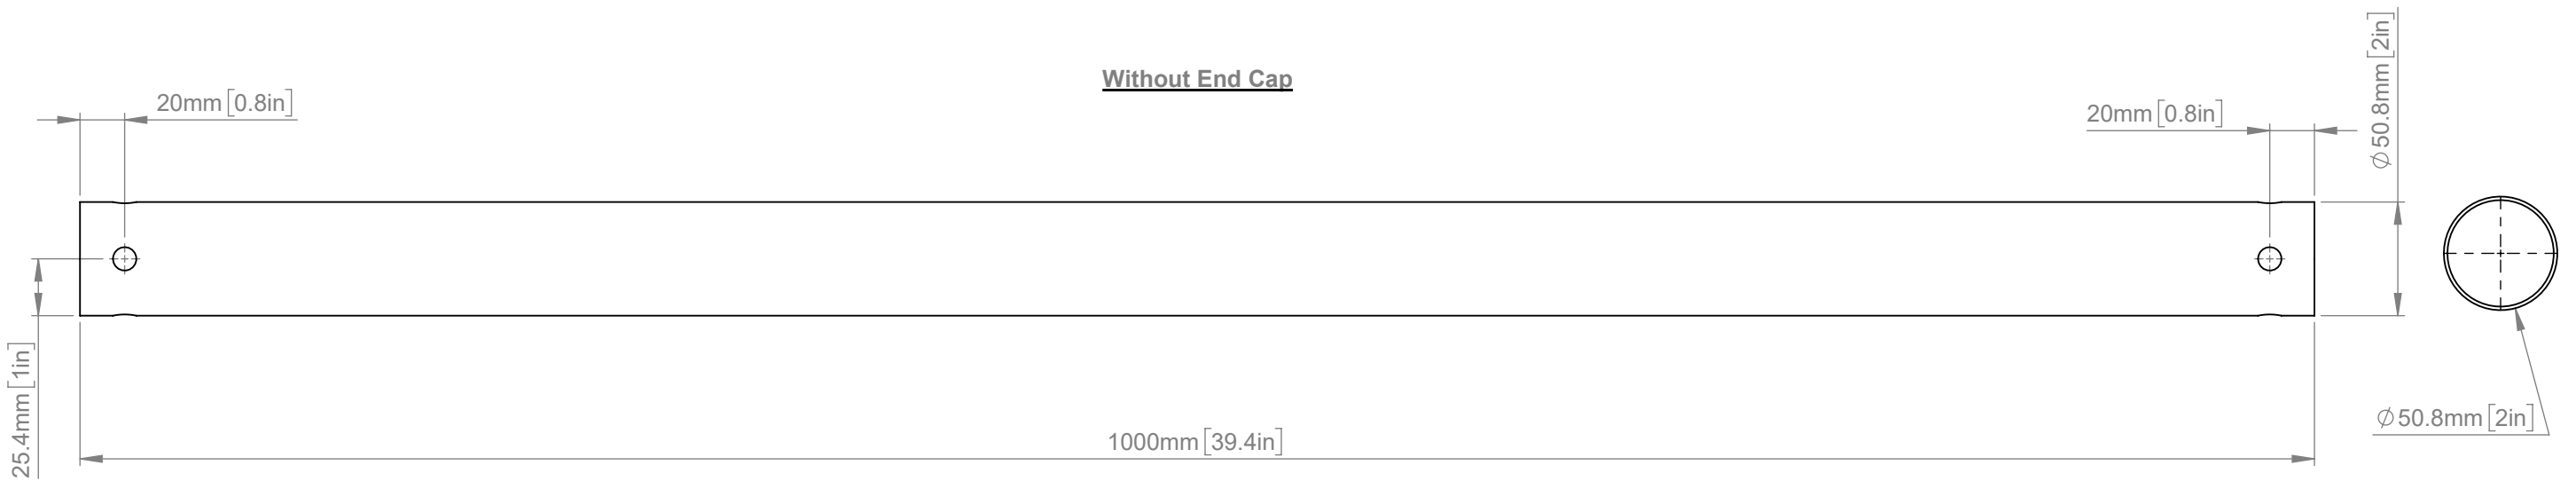 Without End Cap
20mm[0.8in]
20mm[0.8in]
⌀50.8mm[2in]
25.4mm[1in]
1000mm[39.4in]
⌀50.8mm[2in]